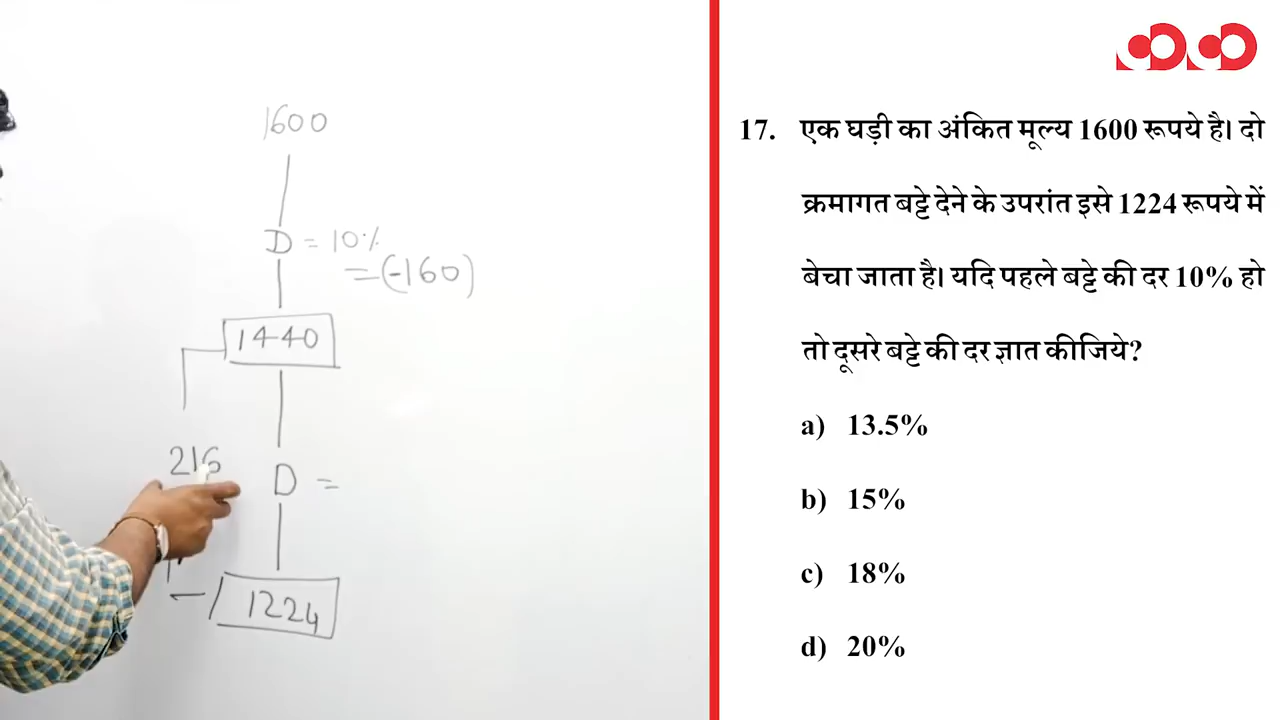 1600
D = 10%
= (-160)
1440
216
D =
1224
17. एक घड़ी का अंकित मूल्य 1600 रूपये है। दो
क्रमागत बट्टे देने के उपरांत इसे 1224 रूपये में
बेचा जाता है। यदि पहले बट्टे की दर 10% हो
तो दूसरे बट्टे की दर ज्ञात कीजिये?
a) 13.5%
b) 15%
c) 18%
d) 20%